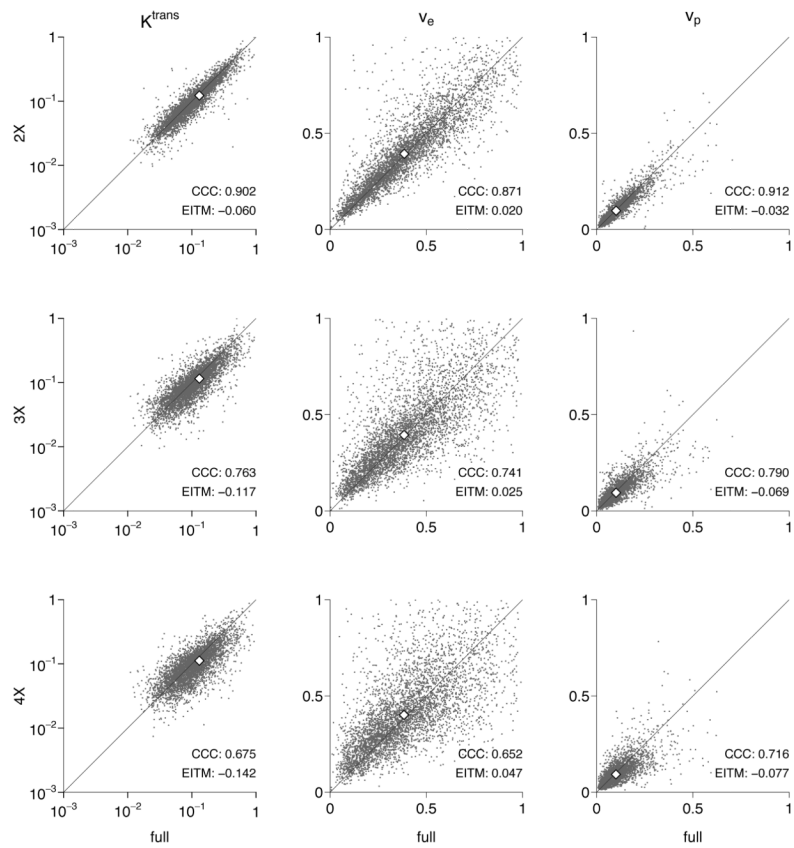 K^trans v_e v_p
1 1 1
10^−1
2X 0.5 0.5
10^−2
CCC: 0.902 CCC: 0.871 CCC: 0.912
EITM: −0.060 EITM: 0.020 EITM: −0.032
10^−3 0 0
10^−3 10^−2 10^−1 1 0 0.5 1 0 0.5 1
1 1 1
10^−1
3X 0.5 0.5
10^−2
CCC: 0.763 CCC: 0.741 CCC: 0.790
EITM: −0.117 EITM: 0.025 EITM: −0.069
10^−3 0 0
10^−3 10^−2 10^−1 1 0 0.5 1 0 0.5 1
1 1 1
10^−1
4X 0.5 0.5
10^−2
CCC: 0.675 CCC: 0.652 CCC: 0.716
EITM: −0.142 EITM: 0.047 EITM: −0.077
10^−3 0 0
10^−3 10^−2 10^−1 1 0 0.5 1 0 0.5 1
full full full